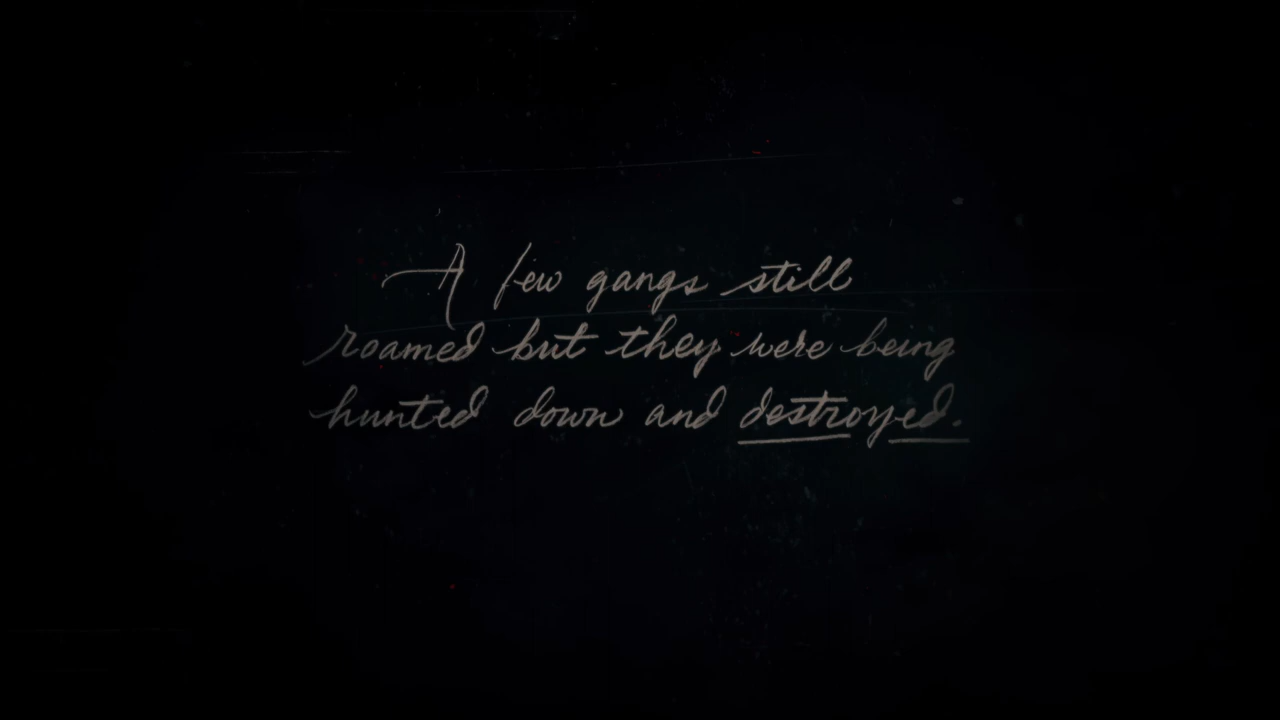 A few gangs still
roamed but they were being
hunted down and destroyed.